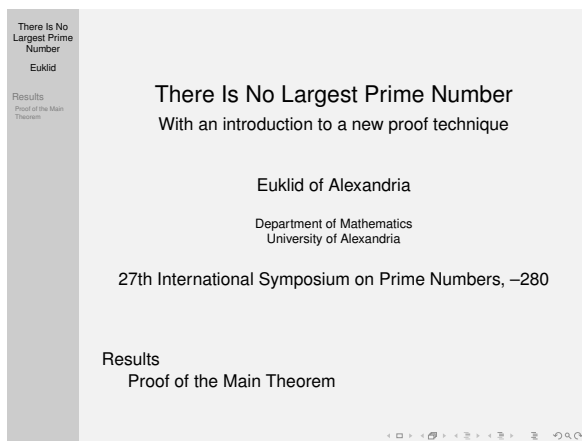 There Is No
Largest Prime
Number
Euklid
Results
Proof of the Main
Theorem
There Is No Largest Prime Number
With an introduction to a new proof technique
Euklid of Alexandria
Department of Mathematics
University of Alexandria
27th International Symposium on Prime Numbers, –280
Results
Proof of the Main Theorem